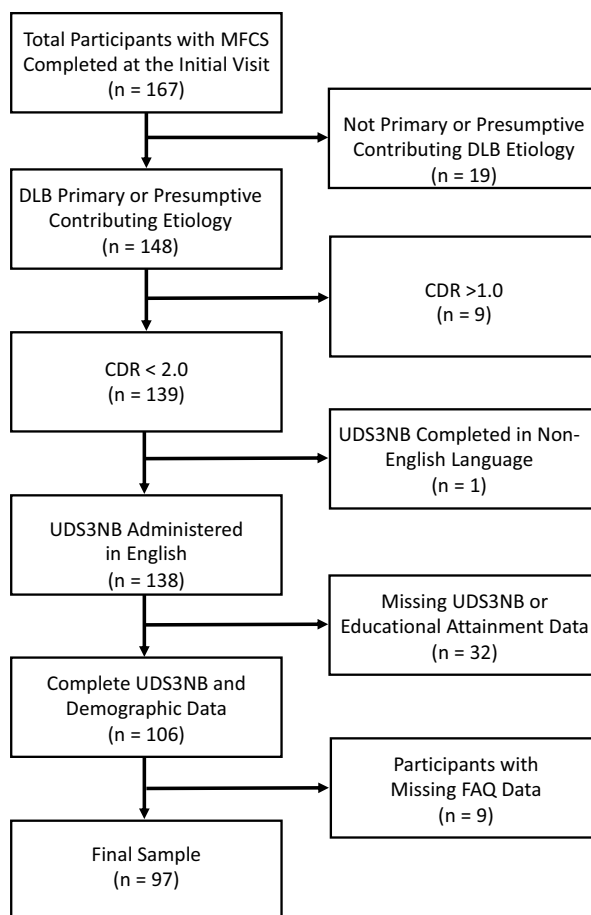 Total Participants with MFCS
Completed at the Initial Visit
(n = 167)
Not Primary or Presumptive
Contributing DLB Etiology
(n = 19)
DLB Primary or Presumptive
Contributing Etiology
(n = 148)
CDR >1.0
(n = 9)
CDR < 2.0
(n = 139)
UDS3NB Completed in Non-
English Language
(n = 1)
UDS3NB Administered
in English
(n = 138)
Missing UDS3NB or
Educational Attainment Data
(n = 32)
Complete UDS3NB and
Demographic Data
(n = 106)
Participants with
Missing FAQ Data
(n = 9)
Final Sample
(n = 97)